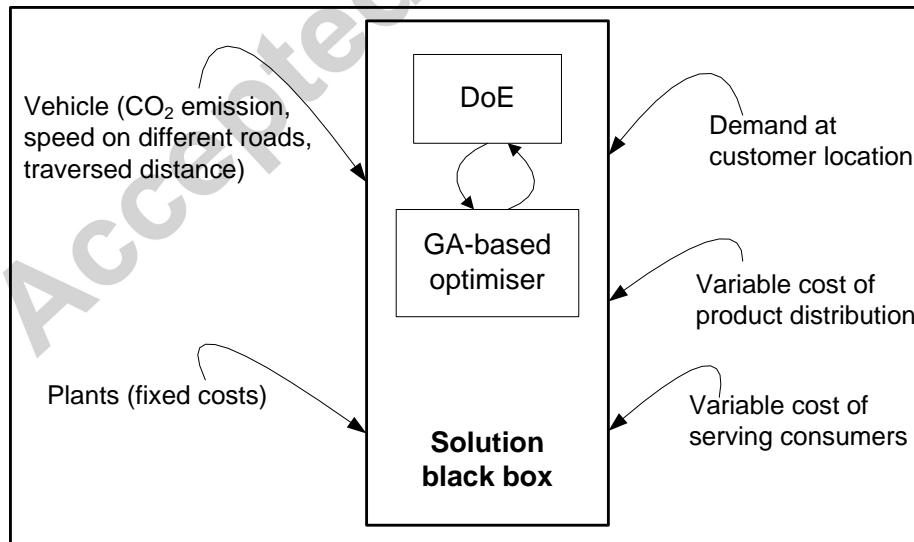 Accepted
DoE
GA-based
optimiser
Solution
black box
Vehicle (CO₂ emission,
speed on different roads,
traversed distance)
Plants (fixed costs)
Demand at
customer location
Variable cost of
product distribution
Variable cost of
serving consumers